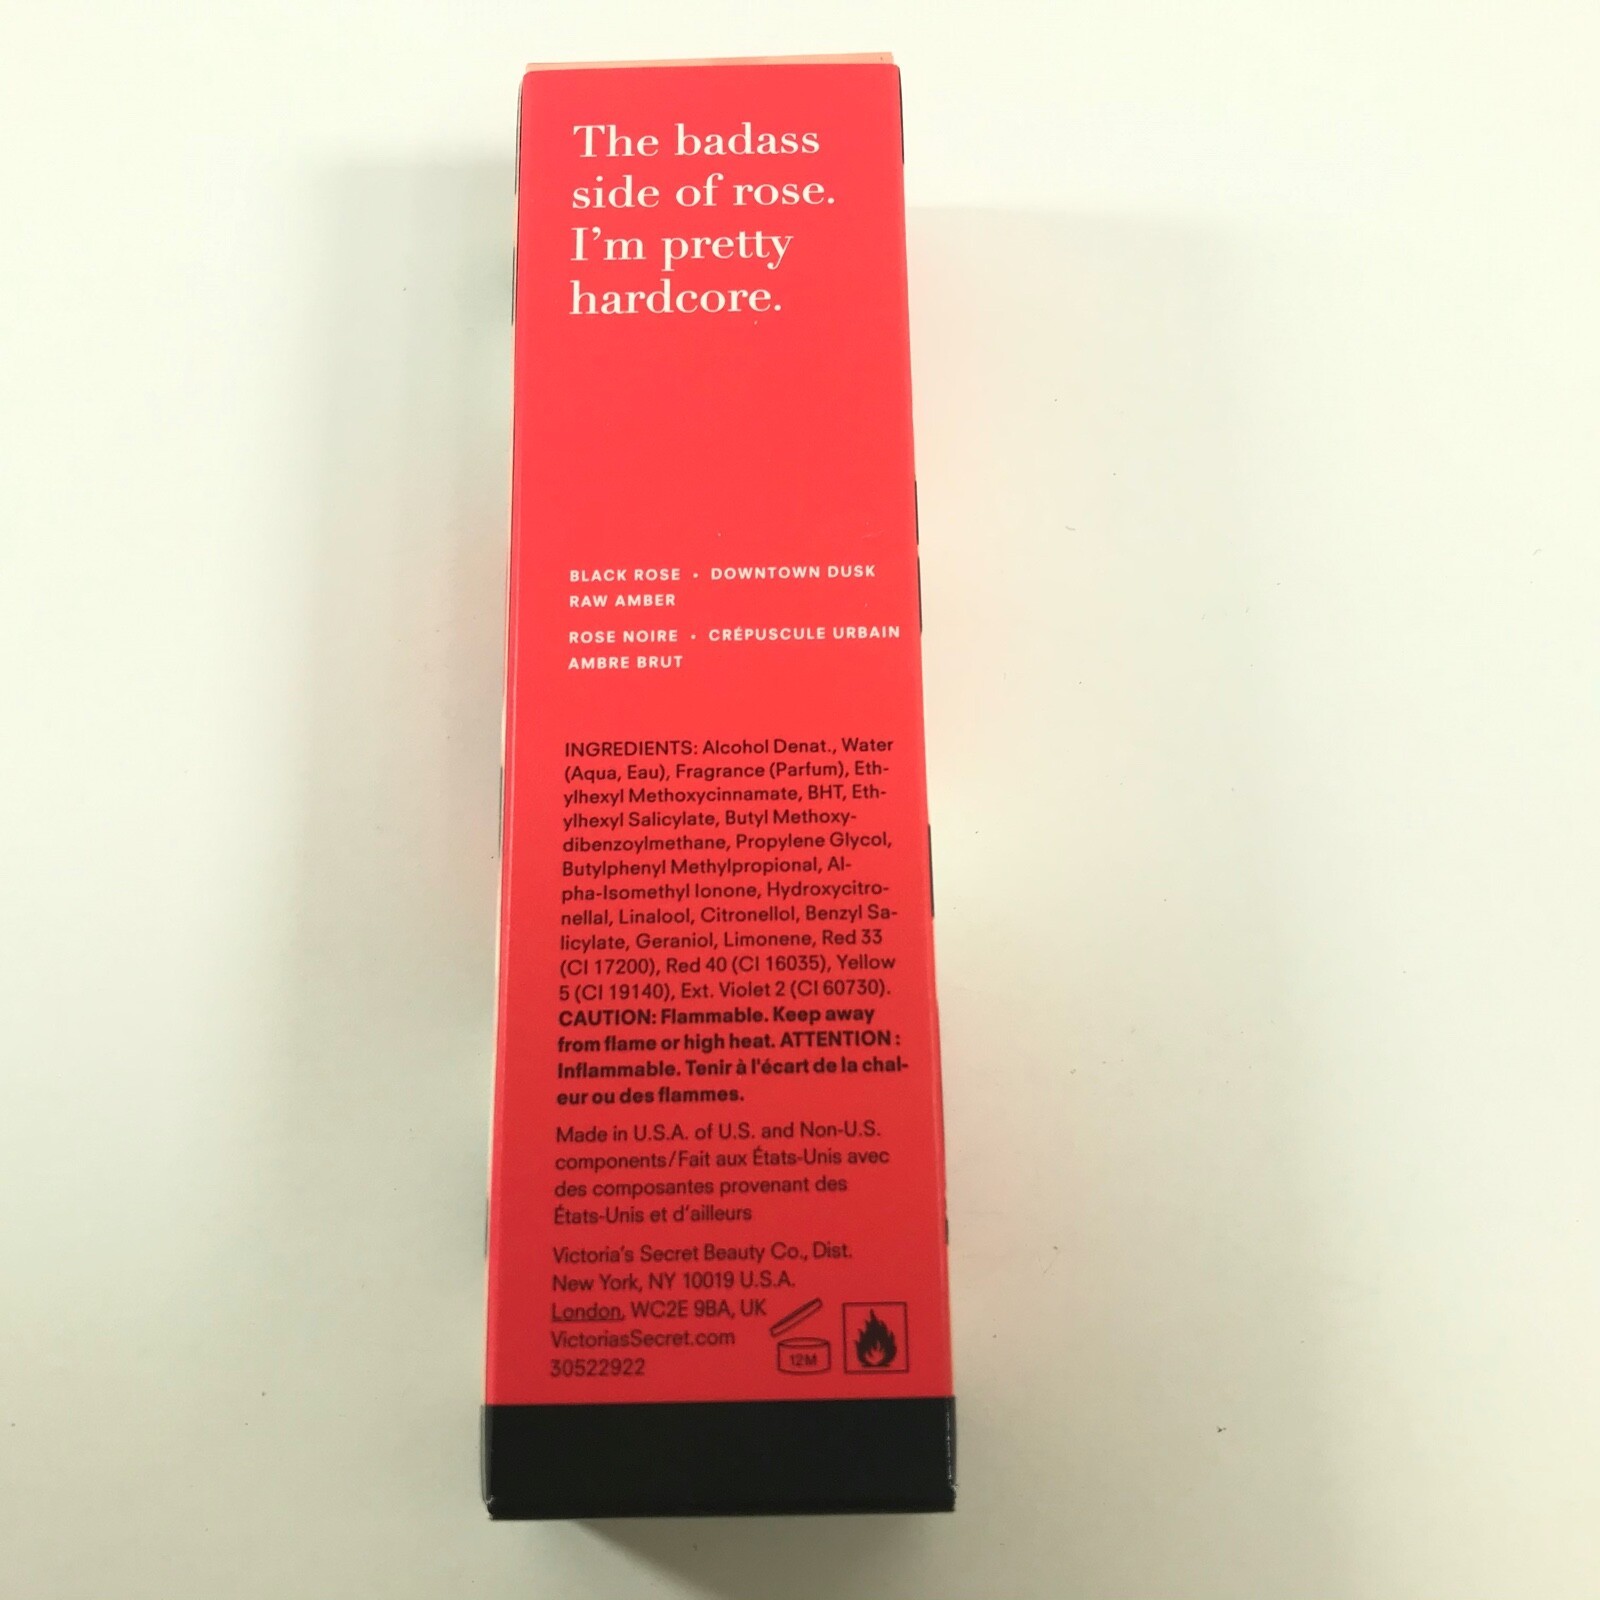 The badass
side of rose.
I'm pretty
hardcore.
BLACK ROSE • DOWNTOWN DUSK
RAW AMBER
ROSE NOIRE • CRÉPUSCULE URBAIN
AMBRE BRUT
INGREDIENTS: Alcohol Denat., Water
(Aqua, Eau), Fragrance (Parfum), Eth-
ylhexyl Methoxycinnamate, BHT, Eth-
ylhexyl Salicylate, Butyl Methoxy-
dibenzoylmethane, Propylene Glycol,
Butylphenyl Methylpropional, Al-
pha-Isomethyl Ionone, Hydroxycitro-
nellal, Linalool, Citronellol, Benzyl Sa-
licylate, Geraniol, Limonene, Red 33
(CI 17200), Red 40 (CI 16035), Yellow
5 (CI 19140), Ext. Violet 2 (CI 60730).
CAUTION: Flammable. Keep away
from flame or high heat. ATTENTION :
Inflammable. Tenir à l'écart de la chal-
eur ou des flammes.
Made in U.S.A. of U.S. and Non-U.S.
components/Fait aux États-Unis avec
des composantes provenant des
États-Unis et d'ailleurs
Victoria's Secret Beauty Co., Dist.
New York, NY 10019 U.S.A.
London, WC2E 9BA, UK
VictoriasSecret.com
30522922
12M